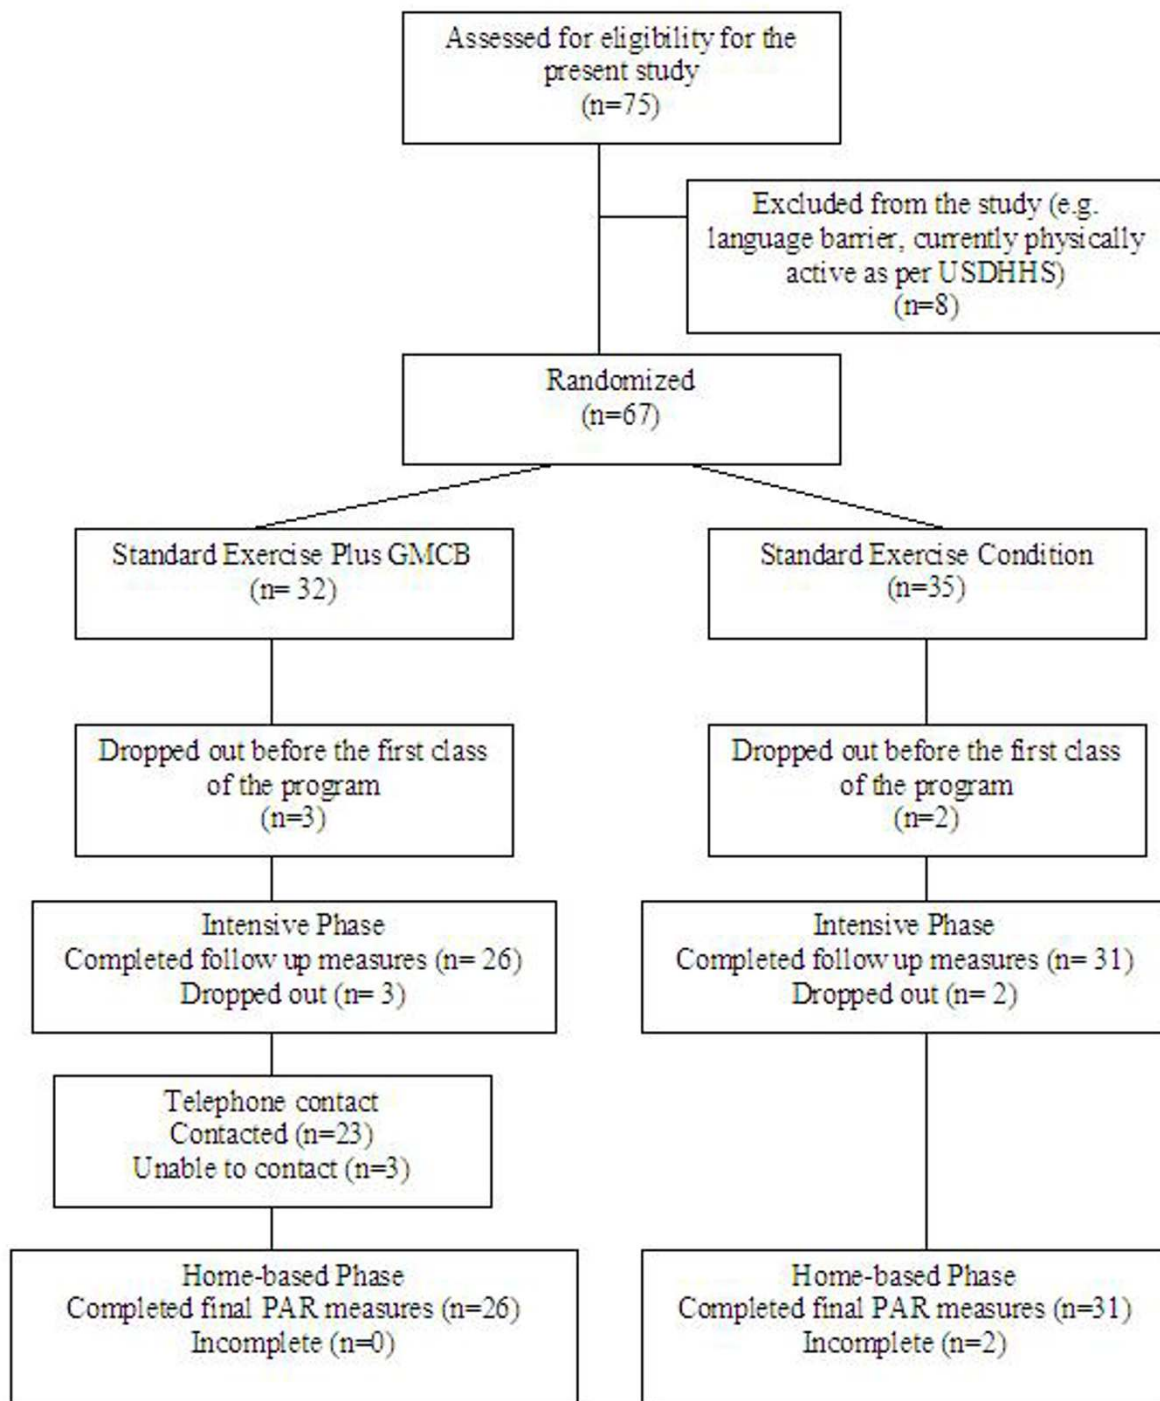 Assessed for eligibility for the
present study
(n=75)
Excluded from the study (e.g.
language barrier, currently physically
active as per USDHHS)
(n=8)
Randomized
(n=67)
Standard Exercise Plus GMCB
(n= 32)
Standard Exercise Condition
(n=35)
Dropped out before the first class
of the program
(n=3)
Dropped out before the first class
of the program
(n=2)
Intensive Phase
Completed follow up measures (n= 26)
Dropped out (n= 3)
Intensive Phase
Completed follow up measures (n= 31)
Dropped out (n= 2)
Telephone contact
Contacted (n=23)
Unable to contact (n=3)
Home-based Phase
Completed final PAR measures (n=26)
Incomplete (n=0)
Home-based Phase
Completed final PAR measures (n=31)
Incomplete (n=2)